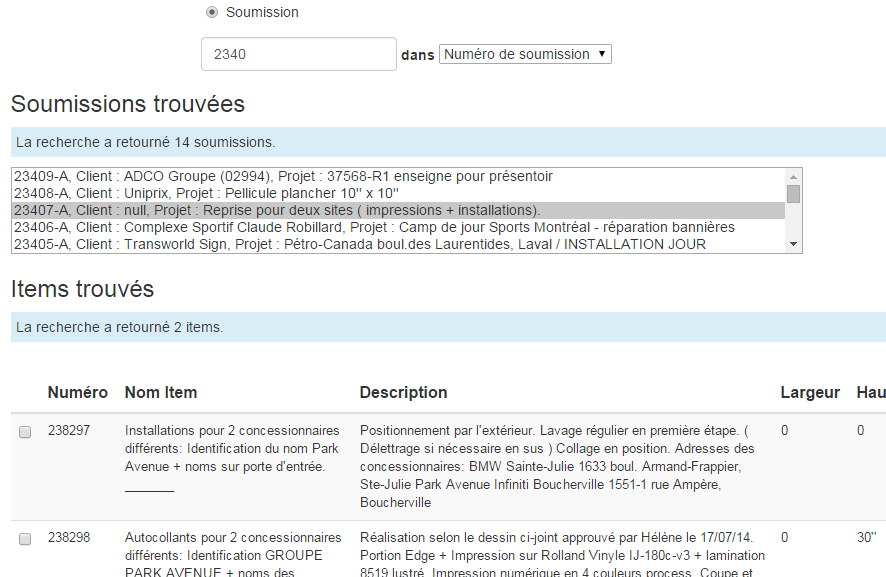 Soumission
2340 dans Numéro de soumission
Soumissions trouvées
La recherche a retourné 14 soumissions.
23409-A, Client : ADCO Groupe (02994), Projet : 37568-R1 enseigne pour présentoir
23408-A, Client : Uniprix, Projet : Pellicule plancher 10" x 10"
23407-A, Client : null, Projet : Reprise pour deux sites ( impressions + installations).
23406-A, Client : Complexe Sportif Claude Robillard, Projet : Camp de jour Sports Montréal - réparation bannières
23405-A, Client : Transworld Sign, Projet : Pétro-Canada boul.des Laurentides, Laval / INSTALLATION JOUR
Items trouvés
La recherche a retourné 2 items.
Numéro Nom Item Description Largeur Hau
238297 Installations pour 2 concessionnaires Positionnement par l'extérieur. Lavage régulier en première étape. ( 0 0
différents: Identification du nom Park Délettrage si nécessaire en sus ) Collage en position. Adresses des
Avenue + noms sur porte d'entrée. concessionnaires: BMW Sainte-Julie 1633 boul. Armand-Frappier,
_______ Ste-Julie Park Avenue Infiniti Boucherville 1551-1 rue Ampère,
Boucherville
238298 Autocollants pour 2 concessionnaires Réalisation selon le dessin ci-joint approuvé par Hélène le 17/07/14. 0 30"
différents: Identification GROUPE Portion Edge + Impression sur Rolland Vinyle IJ-180c-v3 + lamination
PARK AVENUE + noms des 8519 lustré. Impression numérique en 4 couleurs process. Coupe et